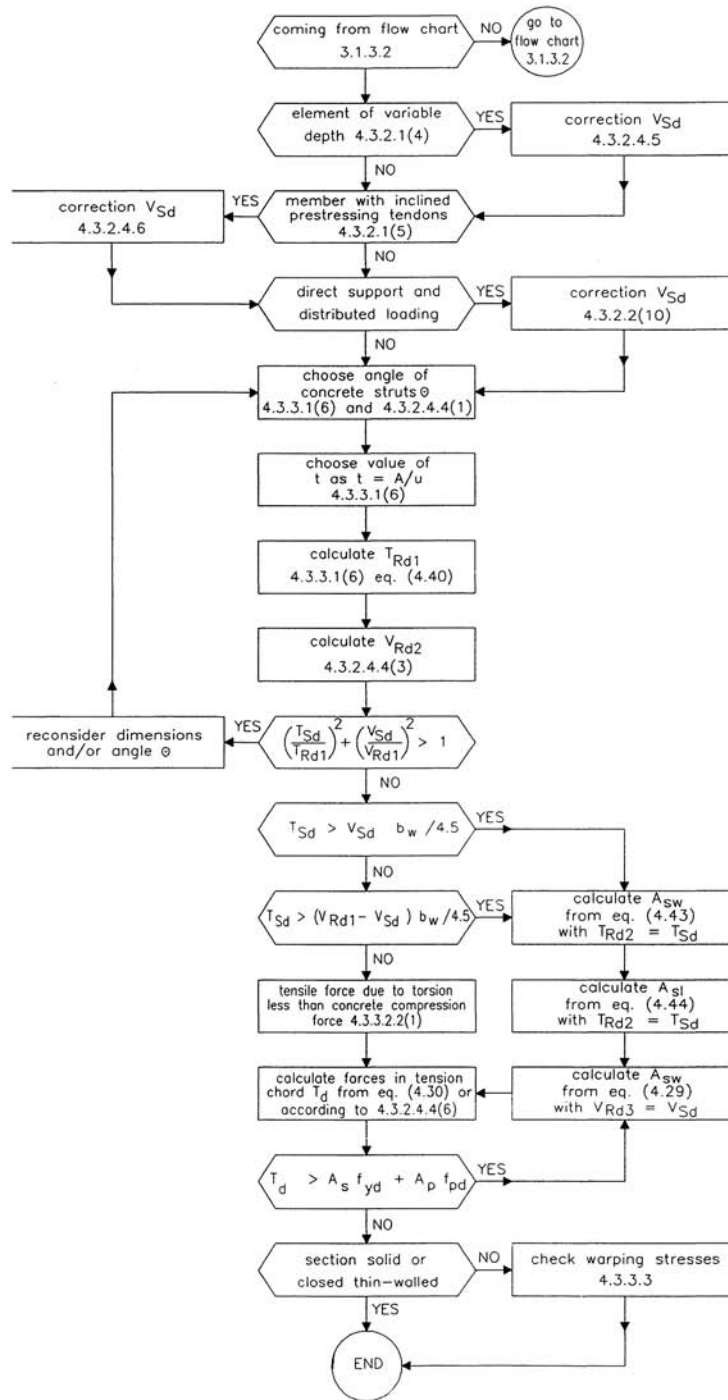 coming from flow chart
3.1.3.2
NO
go to
flow chart
3.1.3.2
element of variable
depth 4.3.2.1(4)
YES
correction VSd
4.3.2.4.5
NO
correction VSd
4.3.2.4.6
YES
member with inclined
prestressing tendons
4.3.2.1(5)
NO
direct support and
distributed loading
YES
correction VSd
4.3.2.2(10)
NO
choose angle of
concrete struts Θ
4.3.3.1(6) and 4.3.2.4.4(1)
choose value of
t as t = A/u
4.3.3.1(6)
calculate TRd1
4.3.3.1(6) eq. (4.40)
calculate VRd2
4.3.2.4.4(3)
reconsider dimensions
and/or angle Θ
YES
(TSd/TRd1)² + (VSd/VRd1)² > 1
NO
TSd > VSd bw/4.5
YES
NO
TSd > (VRd1 - VSd) bw/4.5
YES
calculate Asw
from eq. (4.43)
with TRd2 = TSd
NO
tensile force due to torsion
less than concrete compression
force 4.3.3.2.2(1)
calculate Asl
from eq. (4.44)
with TRd2 = TSd
calculate forces in tension
chord Td from eq. (4.30) or
according to 4.3.2.4.4(6)
calculate Asw
from eq. (4.29)
with VRd3 = VSd
Td > As fyd + Ap fpd
YES
NO
section solid or
closed thin-walled
NO
check warping stresses
4.3.3.3
YES
END